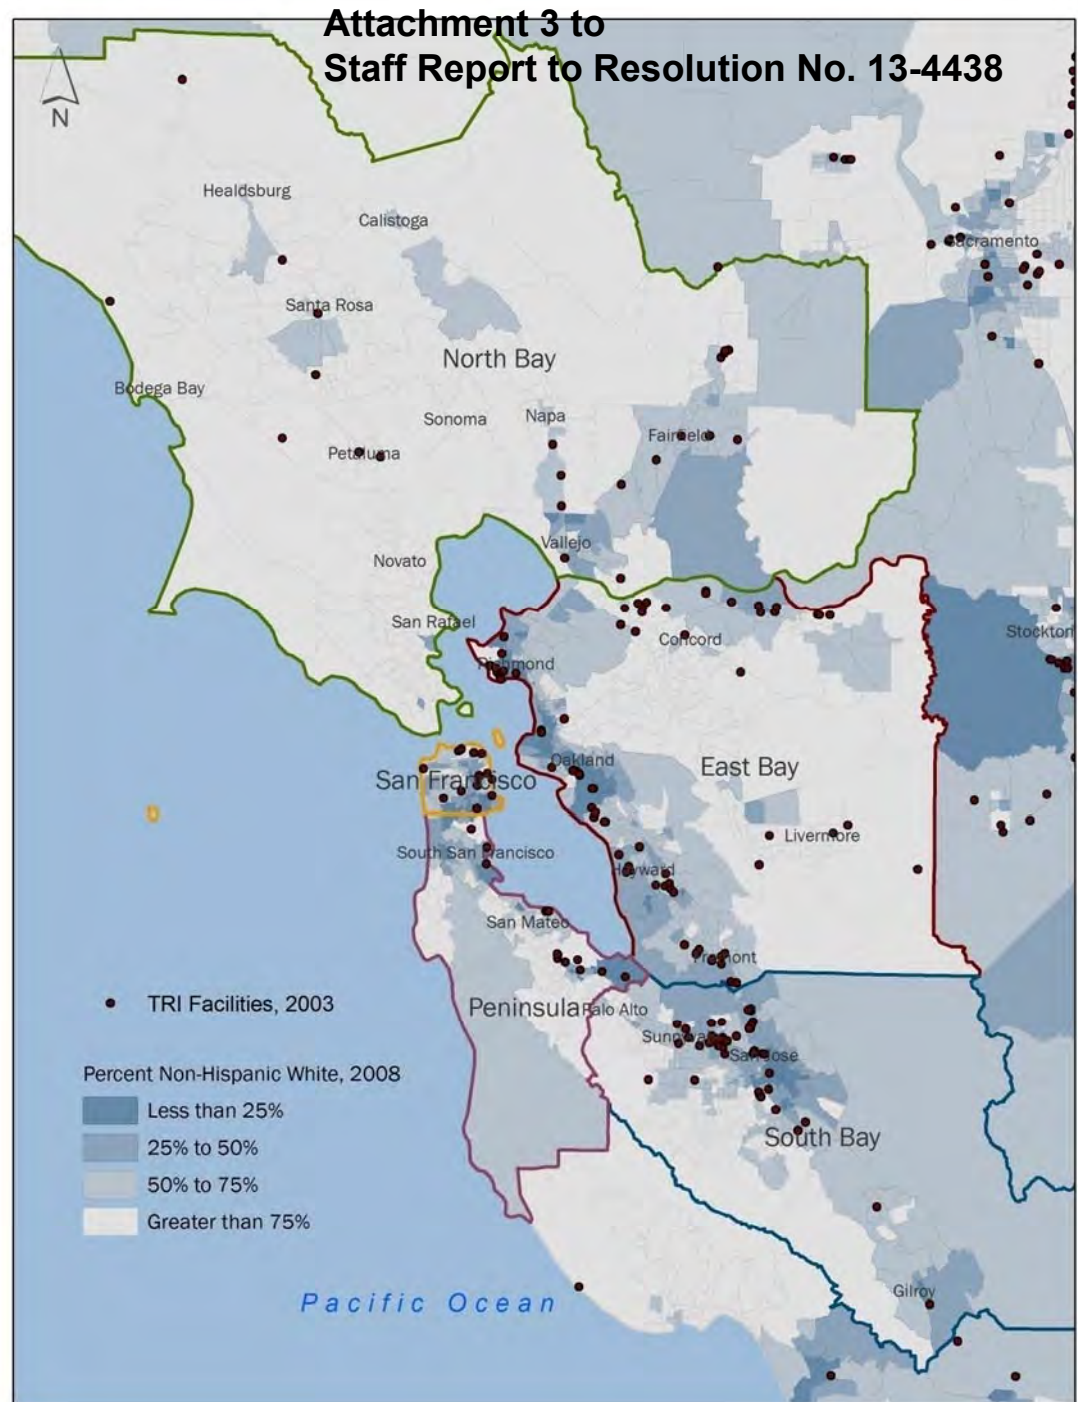 Attachment 3 to
Staff Report to Resolution No. 13-4438
N
Healdsburg
Calistoga
Sacramento
Santa Rosa
North Bay
Bodega Bay
Sonoma
Napa
Fairfield
Petaluma
Vallejo
Novato
San Rafael
Concord
Stockton
Richmond
Oakland
East Bay
San Francisco
Livermore
South San Francisco
Hayward
San Mateo
Fremont
TRI Facilities, 2003
Peninsula
Palo Alto
Sunnyvale
San Jose
Percent Non-Hispanic White, 2008
Less than 25%
25% to 50%
South Bay
50% to 75%
Greater than 75%
Gilroy
Pacific Ocean